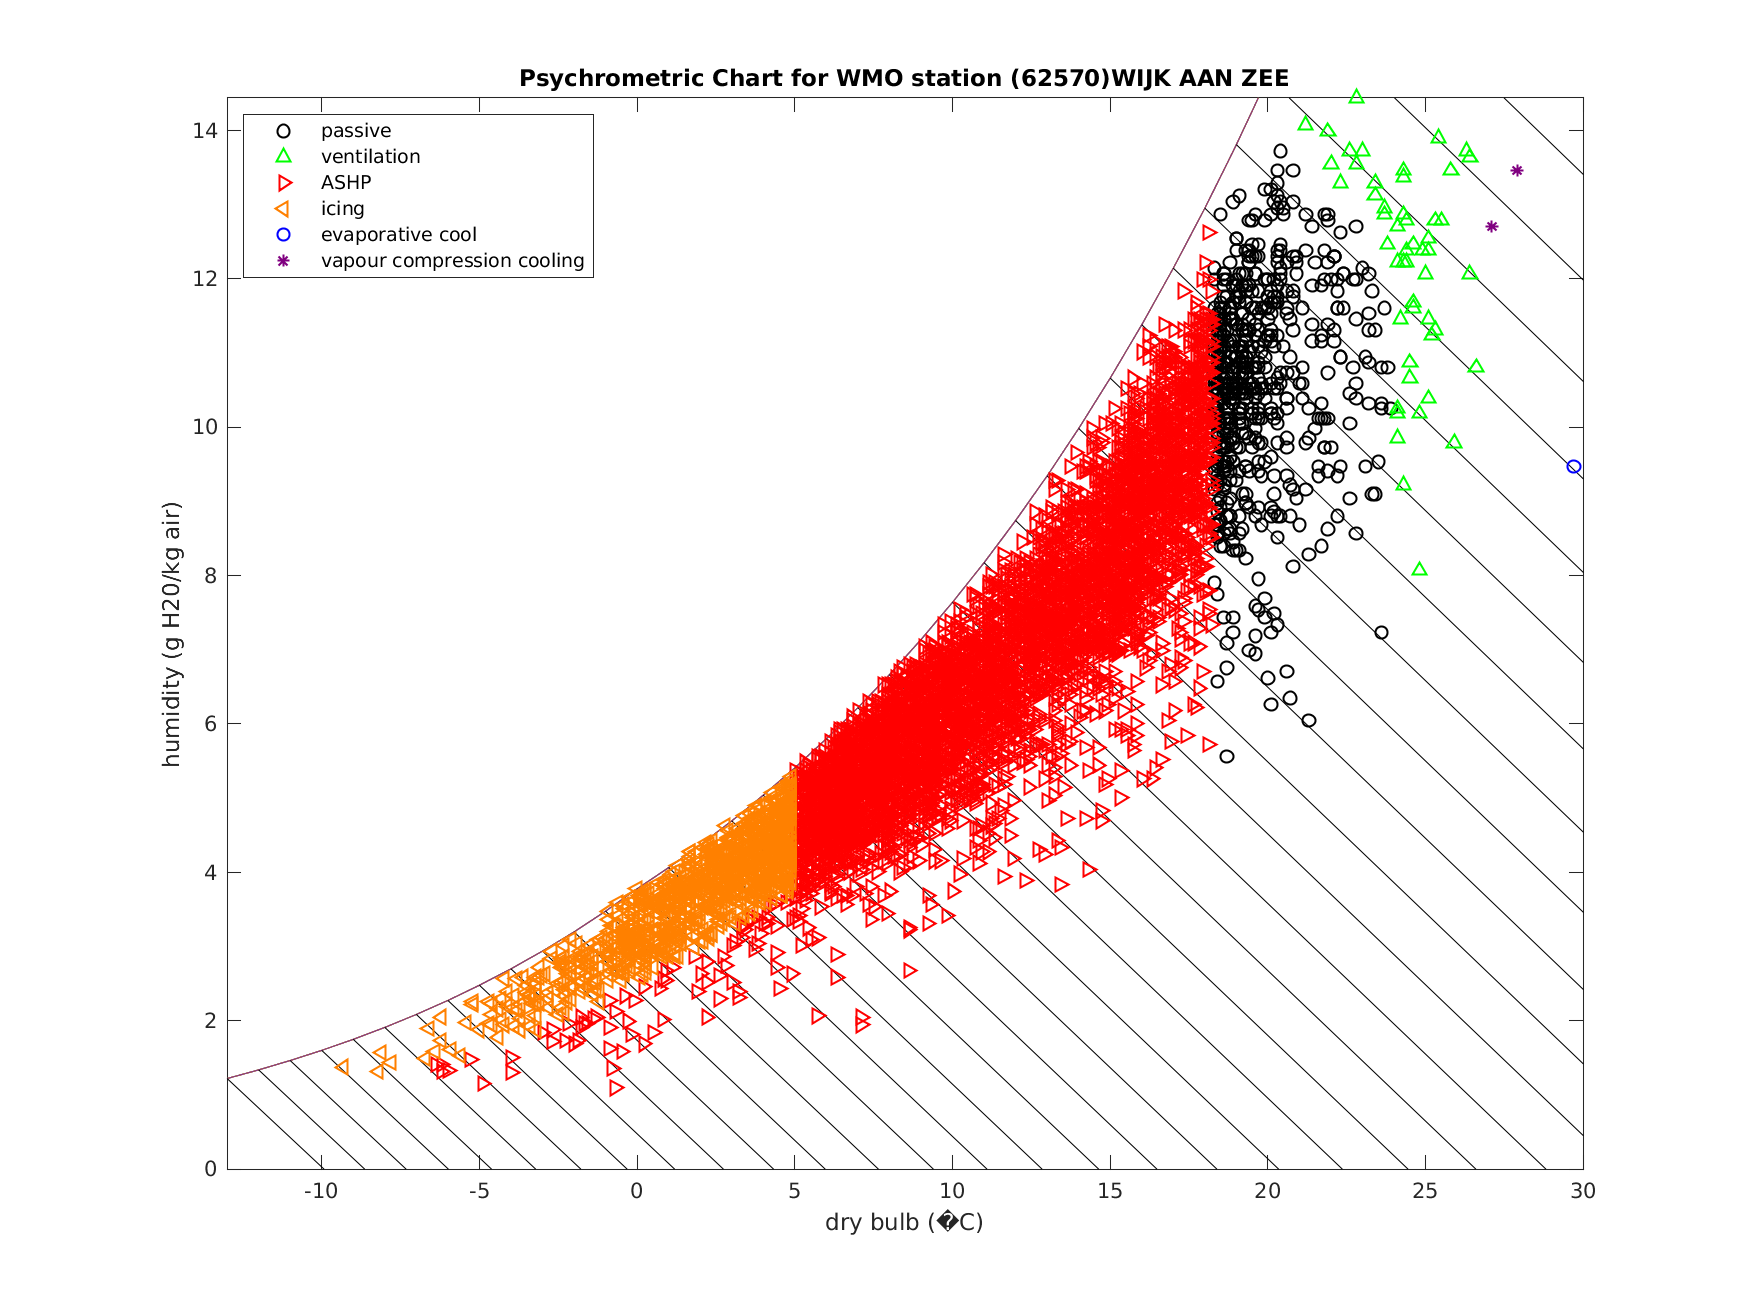 Psychrometric Chart for WMO station (62570)WIJK AAN ZEE
passive
ventilation
ASHP
icing
evaporative cool
vapour compression cooling
humidity (g H20/kg air)
14
12
10
8
6
4
2
0
-10 -5 0 5 10 15 20 25 30
dry bulb (�C)